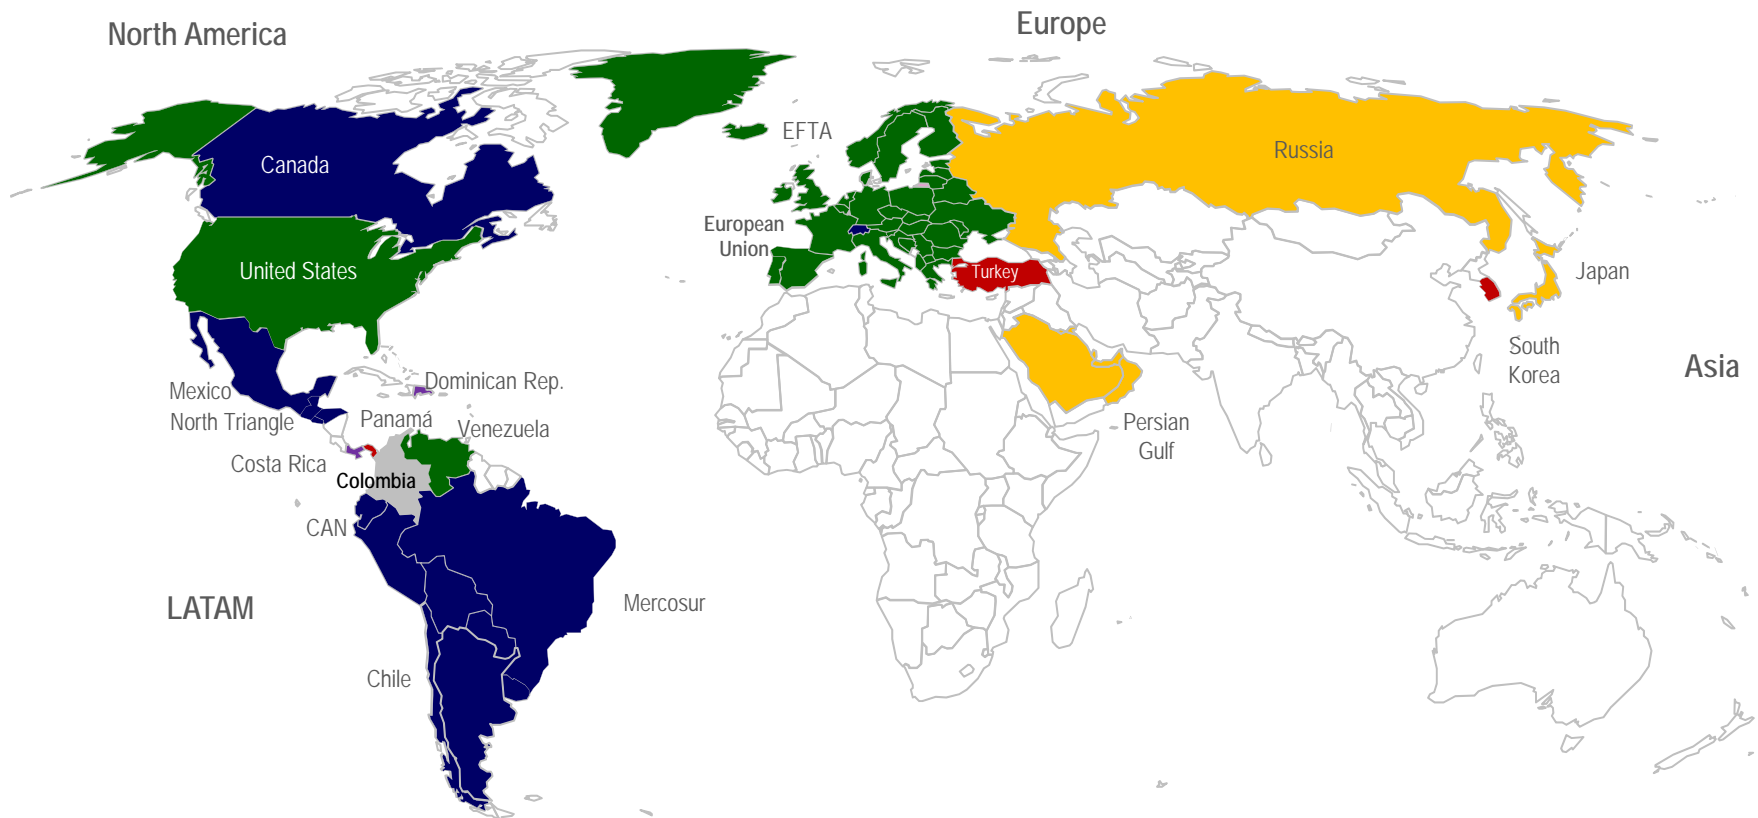 North America
Europe
EFTA
Canada
Russia
European
Union
United States
Turkey
Japan
South
Korea
Asia
Mexico
Dominican Rep.
North Triangle
Panamá
Venezuela
Persian
Gulf
Costa Rica
Colombia
CAN
LATAM
Mercosur
Chile